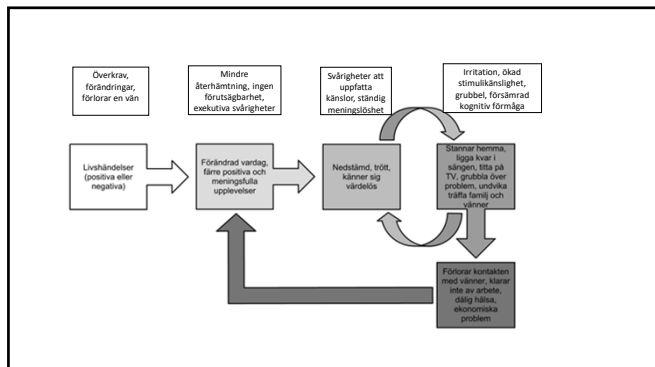 Överkrav,
förändringar,
förlorar en vän
Mindre
återhämtning, ingen
förutsägbarhet,
exekutiva svårigheter
Svårigheter att
uppfatta
känslor, ständig
meningslöshet
Irritation, ökad
stimulikänslighet,
grubbel, försämrad
kognitiv förmåga
Livshändelser
(positiva eller
negativa)
Förändrad vardag,
färre positiva och
meningsfulla
upplevelser
Nedstämd, trött,
känner sig
värdelös
Stannar hemma,
ligga kvar i
sängen, titta på
TV, grubbla över
problem, undvika
träffa familj och
vänner
Förlorar kontakten
med vänner, klarar
inte av arbete,
dålig hälsa,
ekonomiska
problem